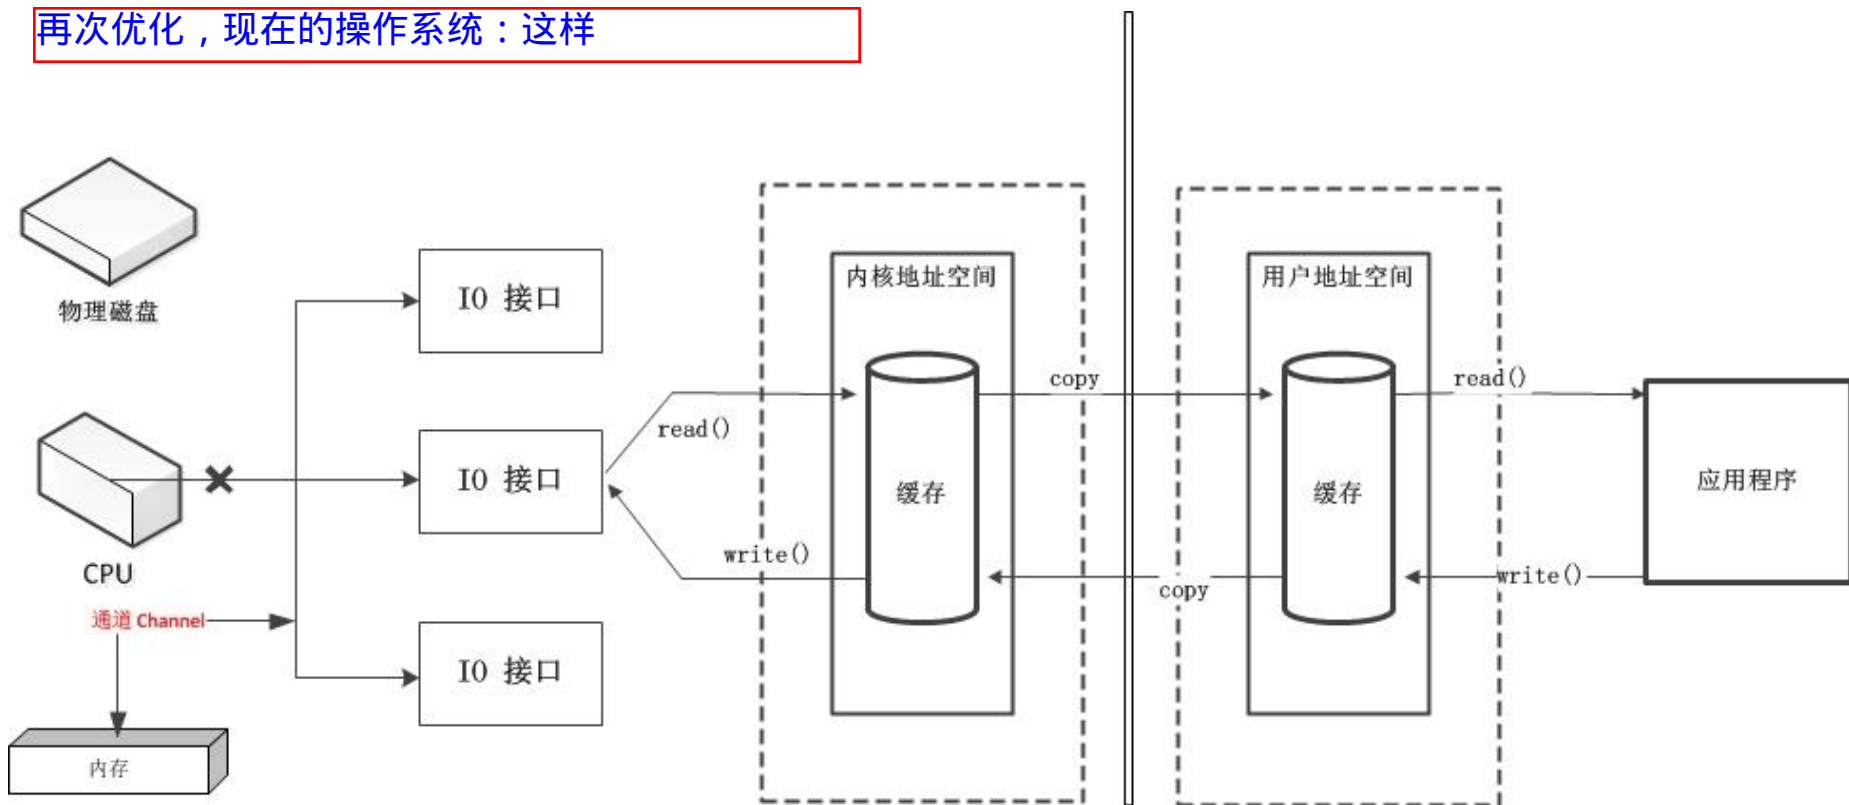 再次优化，现在的操作系统：这样
物理磁盘
CPU
通道 Channel
内存
IO 接口
IO 接口
IO 接口
read()
write()
内核地址空间
缓存
copy
copy
用户地址空间
缓存
read()
write()
应用程序